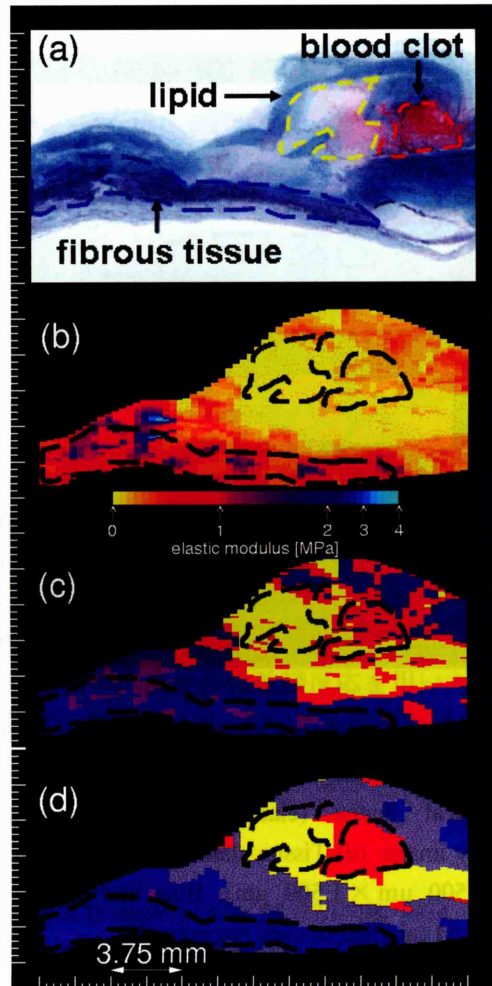 (a)
blood clot
lipid
fibrous tissue
(b)
0 1 2 3 4
elastic modulus [MPa]
(c)
(d)
3.75 mm